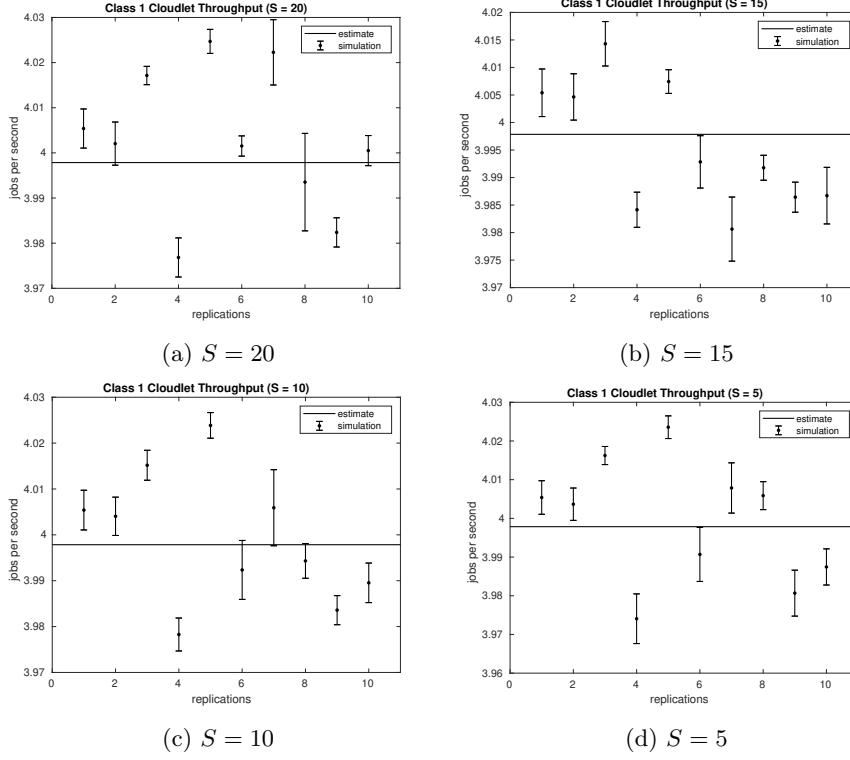 Class 1 Cloudlet Throughput (S = 20)
4.03
4.02
4.01
4
3.99
3.98
3.97
jobs per second
estimate
simulation
0 2 4 6 8 10
replications
(a) S = 20
Class 1 Cloudlet Throughput (S = 15)
4.02
4.015
4.01
4.005
4
3.995
3.99
3.985
3.98
3.975
3.97
jobs per second
estimate
simulation
0 2 4 6 8 10
replications
(b) S = 15
Class 1 Cloudlet Throughput (S = 10)
4.03
4.02
4.01
4
3.99
3.98
3.97
jobs per second
estimate
simulation
0 2 4 6 8 10
replications
(c) S = 10
Class 1 Cloudlet Throughput (S = 5)
4.03
4.02
4.01
4
3.99
3.98
3.97
3.96
jobs per second
estimate
simulation
0 2 4 6 8 10
replications
(d) S = 5